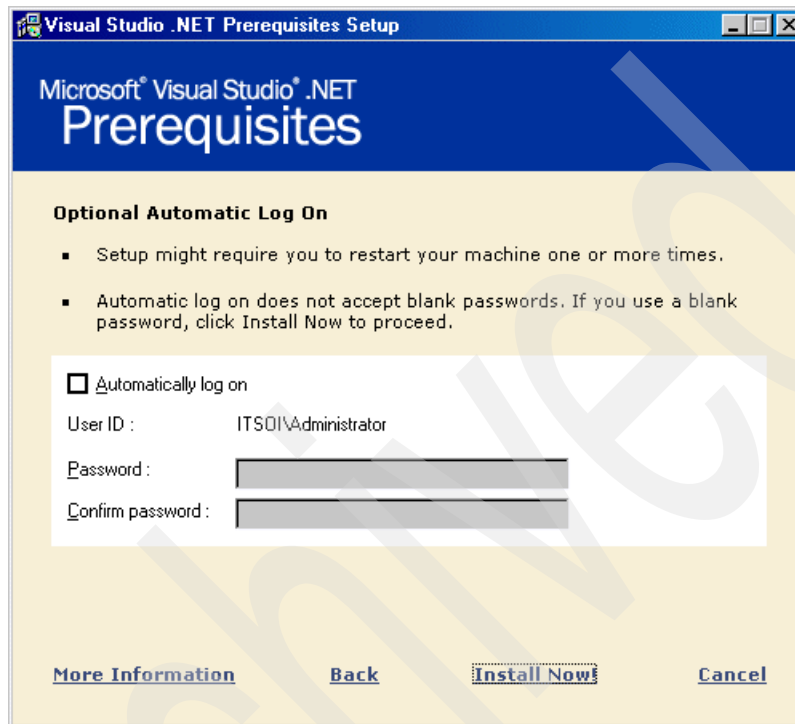 Visual Studio .NET Prerequisites Setup
Microsoft® Visual Studio® .NET
Prerequisites
Optional Automatic Log On
▪ Setup might require you to restart your machine one or more times.
▪ Automatic log on does not accept blank passwords. If you use a blank
password, click Install Now to proceed.
Automatically log on
User ID : ITSOI\Administrator
Password :
Confirm password :
More Information Back Install Now! Cancel